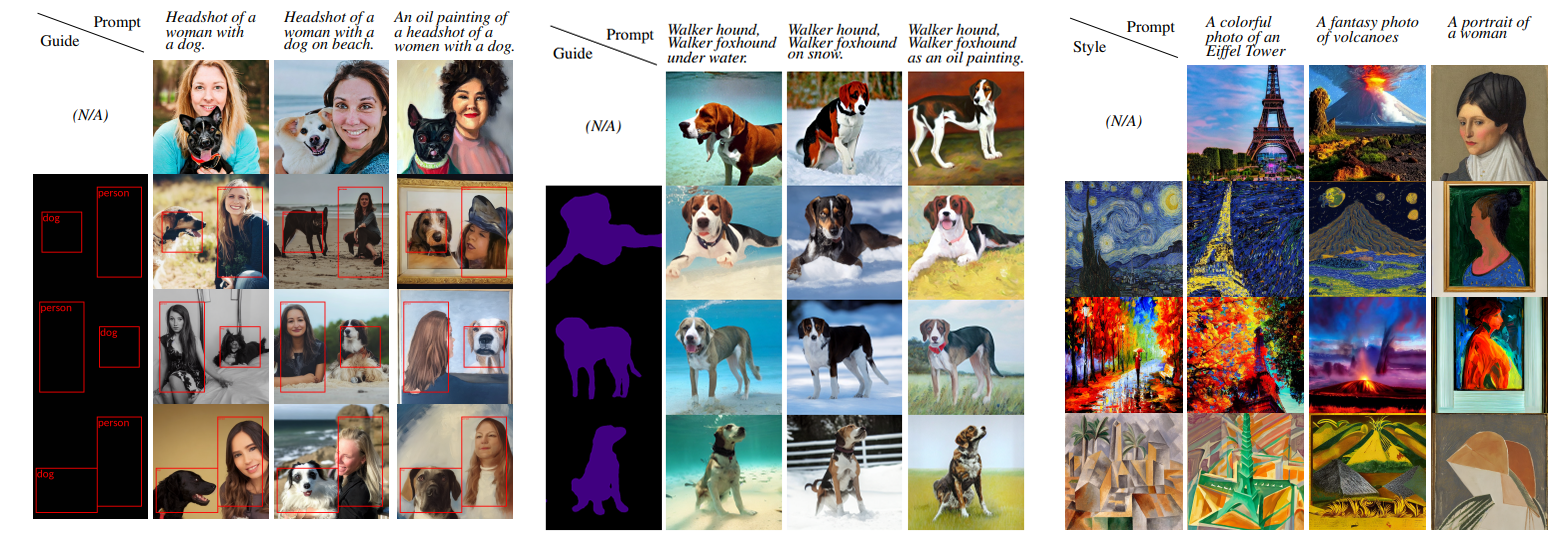 Prompt
Guide
Headshot of a
woman with
a dog.
Headshot of a
woman with a
dog on beach.
An oil painting of
a headshot of a
women with a dog.
(N/A)
person
dog
person
dog
person
dog
Prompt
Guide
Walker hound,
Walker foxhound
under water.
Walker hound,
Walker foxhound
on snow.
Walker hound,
Walker foxhound
as an oil painting.
(N/A)
Prompt
Style
A colorful
photo of an
Eiffel Tower
A fantasy photo
of volcanoes
A portrait of
a woman
(N/A)